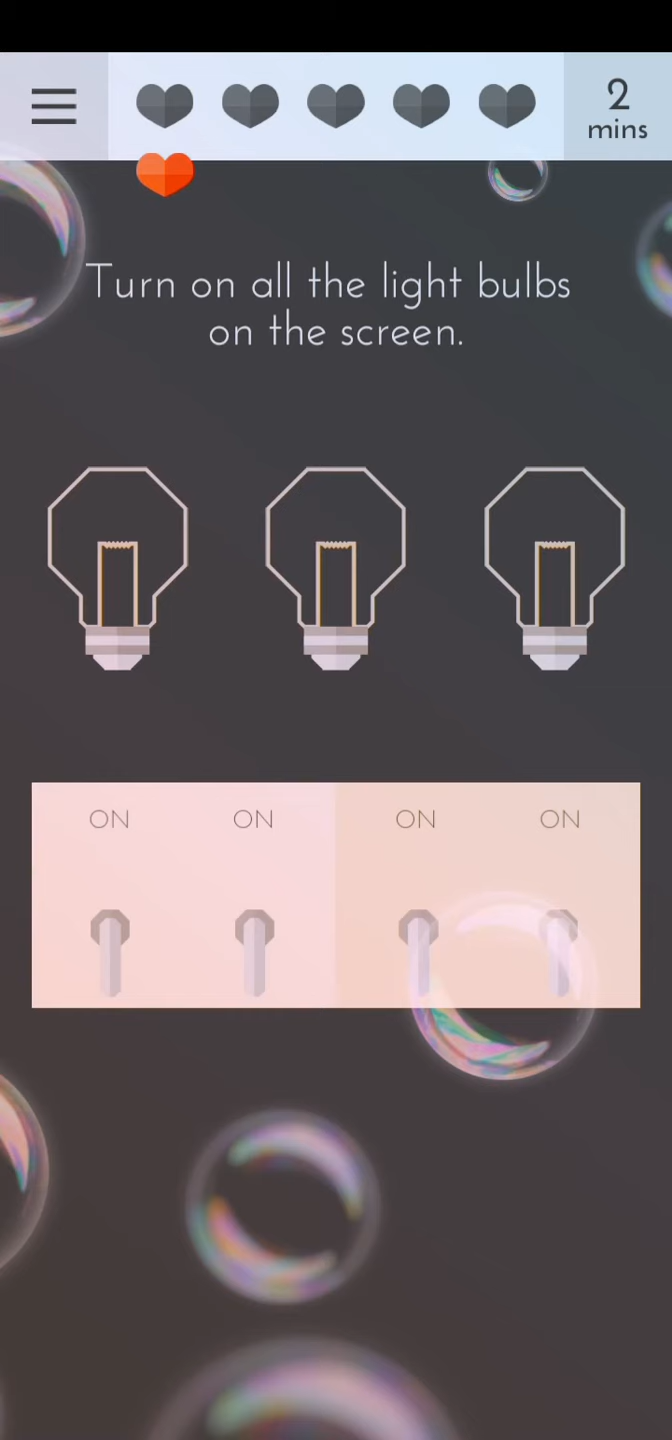 2
mins
Turn on all the light bulbs
on the screen.
ON ON ON ON